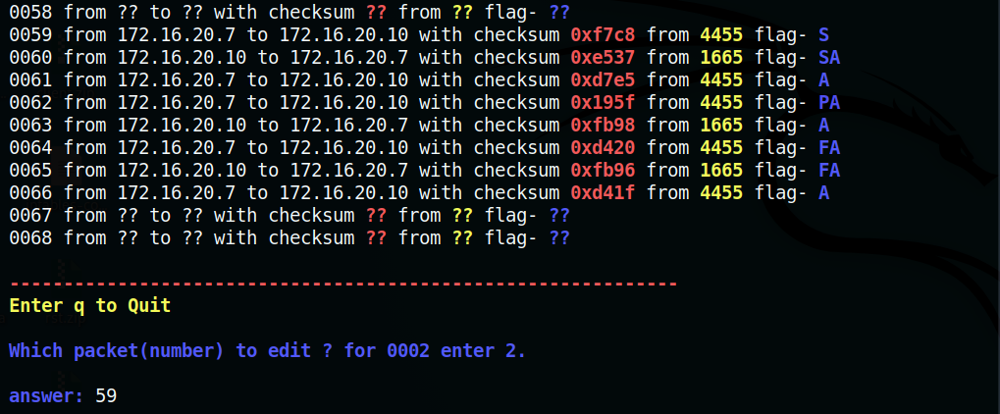 0058 from ?? to ?? with checksum ?? from ?? flag- ??
0059 from 172.16.20.7 to 172.16.20.10 with checksum 0xf7c8 from 4455 flag- S
0060 from 172.16.20.10 to 172.16.20.7 with checksum 0xe537 from 1665 flag- SA
0061 from 172.16.20.7 to 172.16.20.10 with checksum 0xd7e5 from 4455 flag- A
0062 from 172.16.20.7 to 172.16.20.10 with checksum 0x195f from 4455 flag- PA
0063 from 172.16.20.10 to 172.16.20.7 with checksum 0xfb98 from 1665 flag- A
0064 from 172.16.20.7 to 172.16.20.10 with checksum 0xd420 from 4455 flag- FA
0065 from 172.16.20.10 to 172.16.20.7 with checksum 0xfb96 from 1665 flag- FA
0066 from 172.16.20.7 to 172.16.20.10 with checksum 0xd41f from 4455 flag- A
0067 from ?? to ?? with checksum ?? from ?? flag- ??
0068 from ?? to ?? with checksum ?? from ?? flag- ??
--------------------------------------------------------------
Enter q to Quit
Which packet(number) to edit ? for 0002 enter 2.
answer: 59